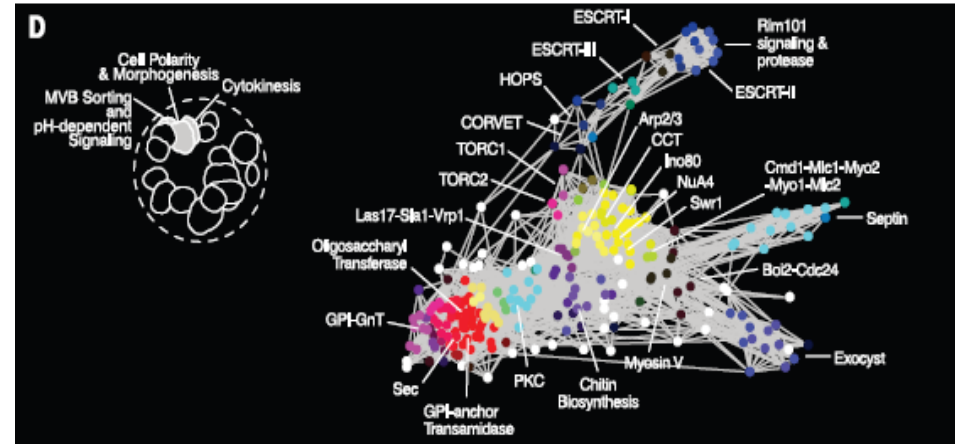 D
Cell Polarity
& Morphogenesis
Cytokinesis
MVB Sorting
and
pH-dependent
Signaling
ESCRT-I
ESCRT-III
HOPS
CORVET
TORC1
TORC2
Las17-Sla1-Vrp1
Oligosaccharyl
Transferase
GPI-GnT
Sec
GPI-anchor
Transamidase
PKC
Chitin
Biosynthesis
Myosin V
Exocyst
Boi2-Cdc24
Septin
Cmd1-Mlc1-Myo2
-Myo1-Mlc2
Swr1
NuA4
Ino80
CCT
Arp2/3
ESCRT-II
Rim101
signaling &
protease